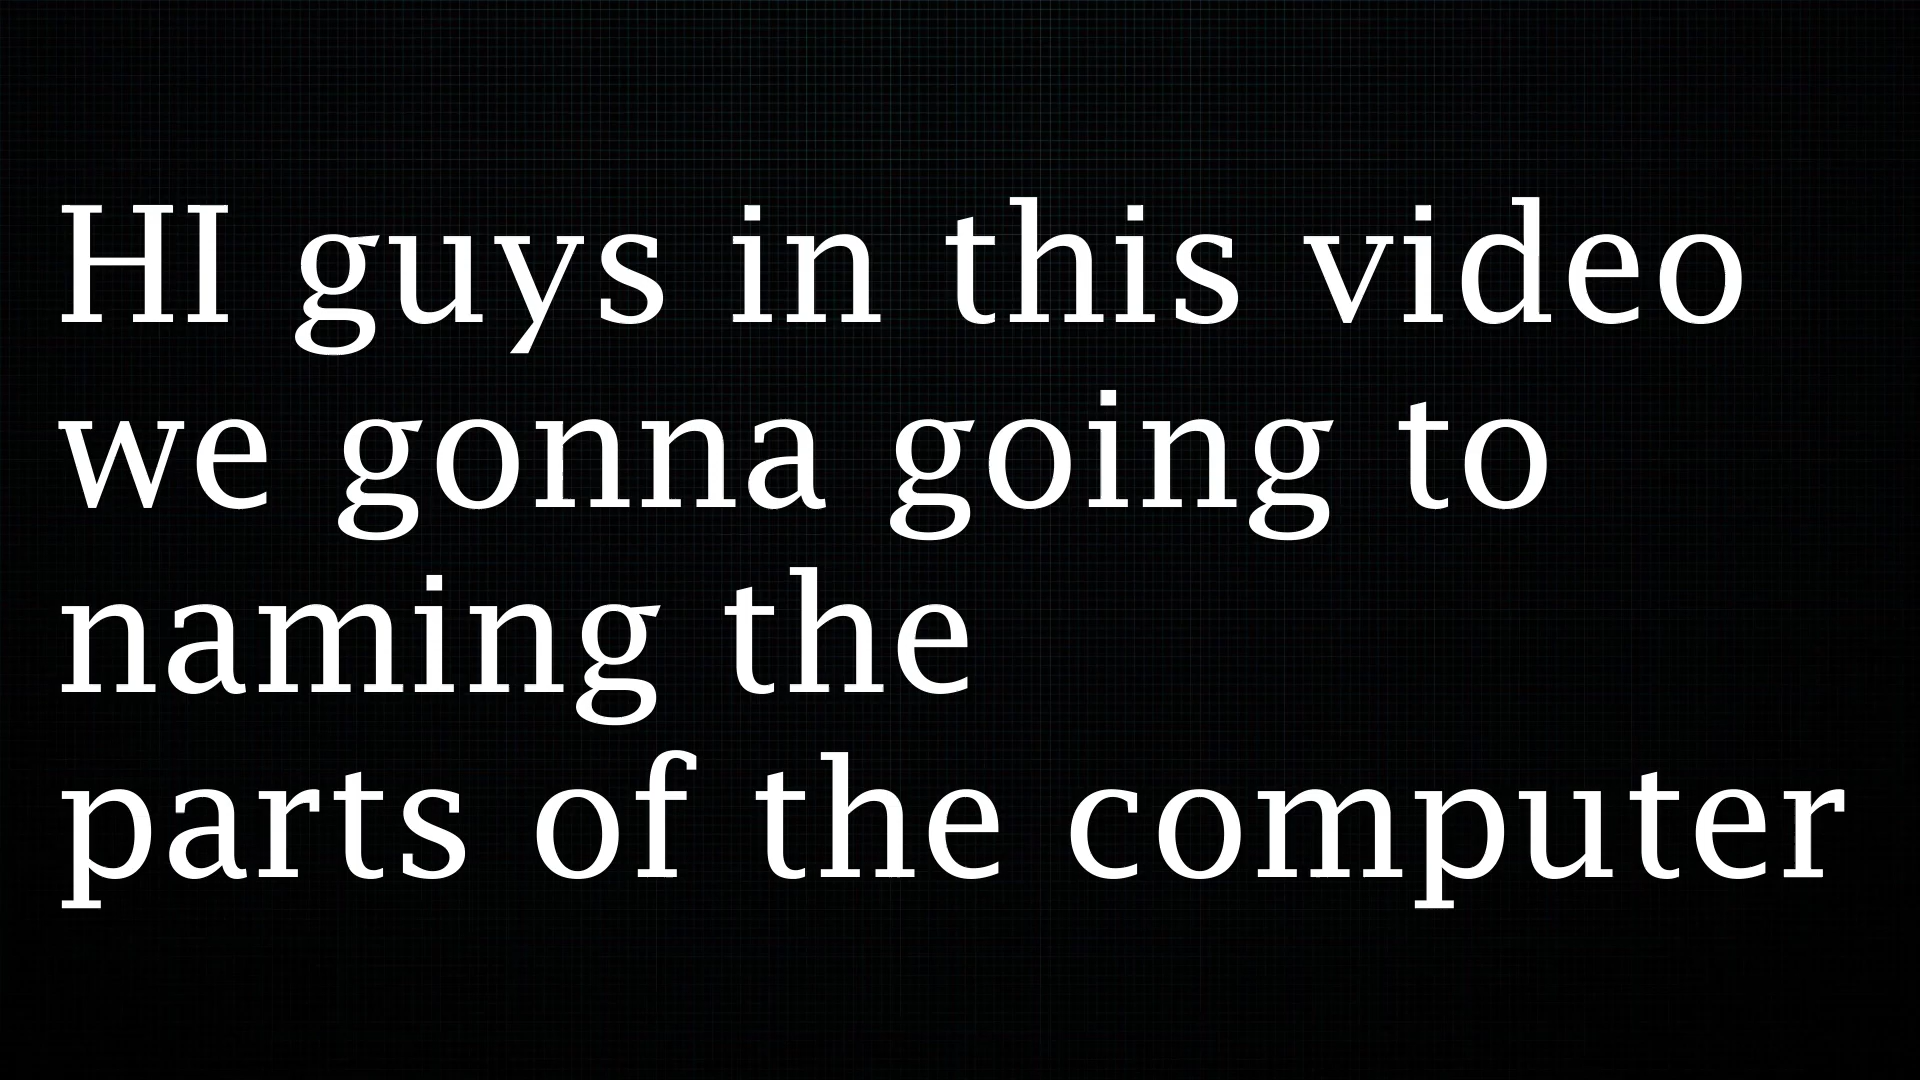 HI guys in this video
we gonna going to
naming the
parts of the computer